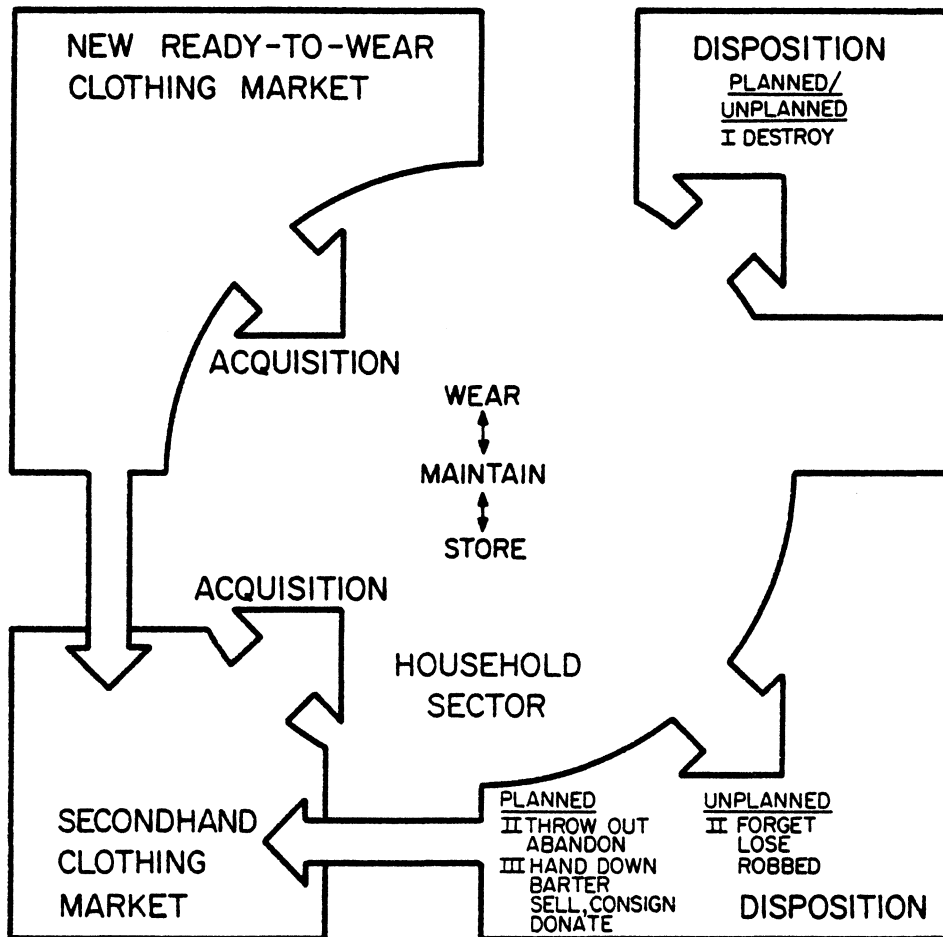 NEW READY-TO-WEAR
CLOTHING MARKET
DISPOSITION
PLANNED/
UNPLANNED
I DESTROY
ACQUISITION
WEAR
MAINTAIN
STORE
ACQUISITION
HOUSEHOLD
SECTOR
SECONDHAND
CLOTHING
MARKET
PLANNED
II THROW OUT
ABANDON
III HAND DOWN
BARTER
SELL, CONSIGN
DONATE
UNPLANNED
II FORGET
LOSE
ROBBED
DISPOSITION